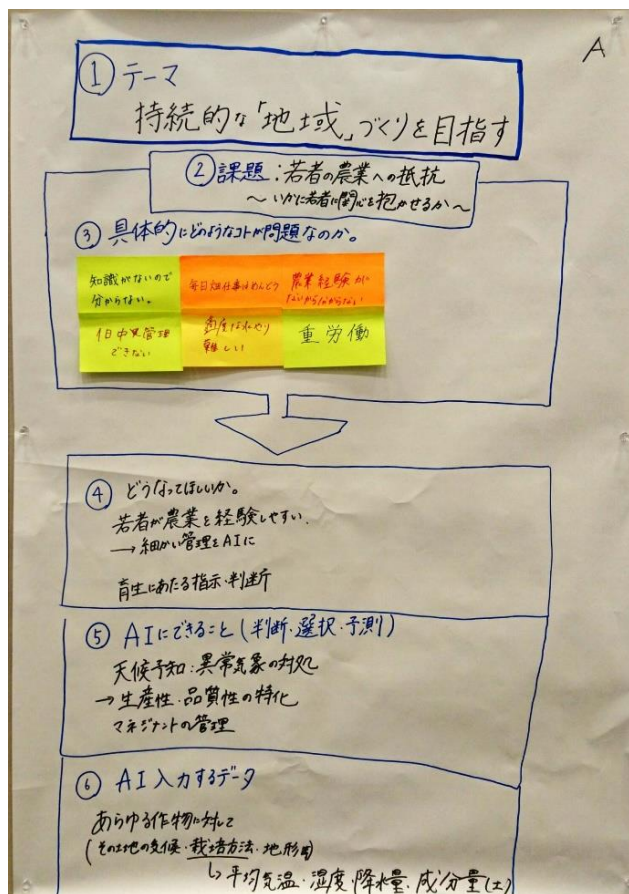 A
① テーマ
持続的な「地域」づくりを目指す
② 課題:若者の農業への抵抗
~いかに若者に関心を抱かせるか~
③ 具体的にどのようなコトが問題なのか。
知識がないので
分からない。
毎日畑仕事はめんどう
農業経験が
ないからわからない
1日中見管理
できない
難しい
重労働
④ どうなってほしいか。
若者が農業を経験しやすい.
→細かい管理をAIに
育生にあたる指示・判断
⑤ AIにできること(判断・選択・予測)
天候予知:異常気象の対処
→生産性・品質性の特化
マネジナントの管理
⑥ AI入力するデータ
あらゆる作物に対して
(その土地の気候・栽培方法・地形図)
↳平均気温・湿度・降水量・成分量(土)